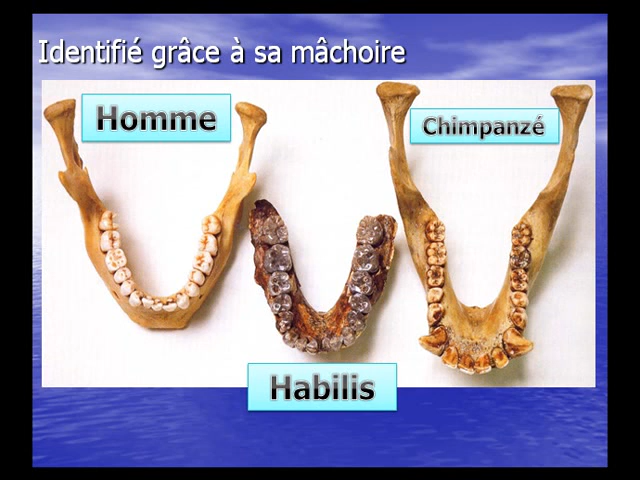 Identifié grâce à sa mâchoire
Homme
Chimpanzé
Habilis